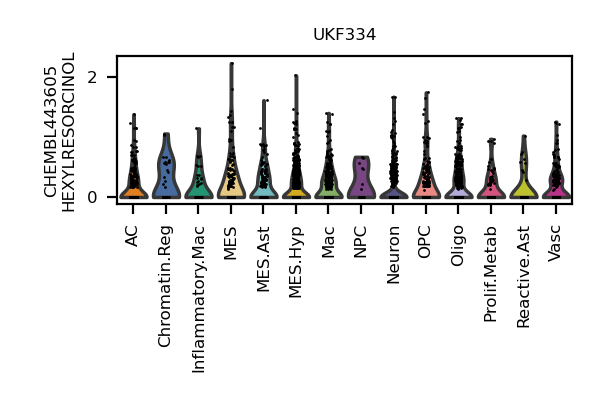 UKF334
CHEMBL443605
HEXYLRESORCINOL
2
0
AC
Chromatin.Reg
Inflammatory.Mac
MES
MES.Ast
MES.Hyp
Mac
NPC
Neuron
OPC
Oligo
Prolif.Metab
Reactive.Ast
Vasc